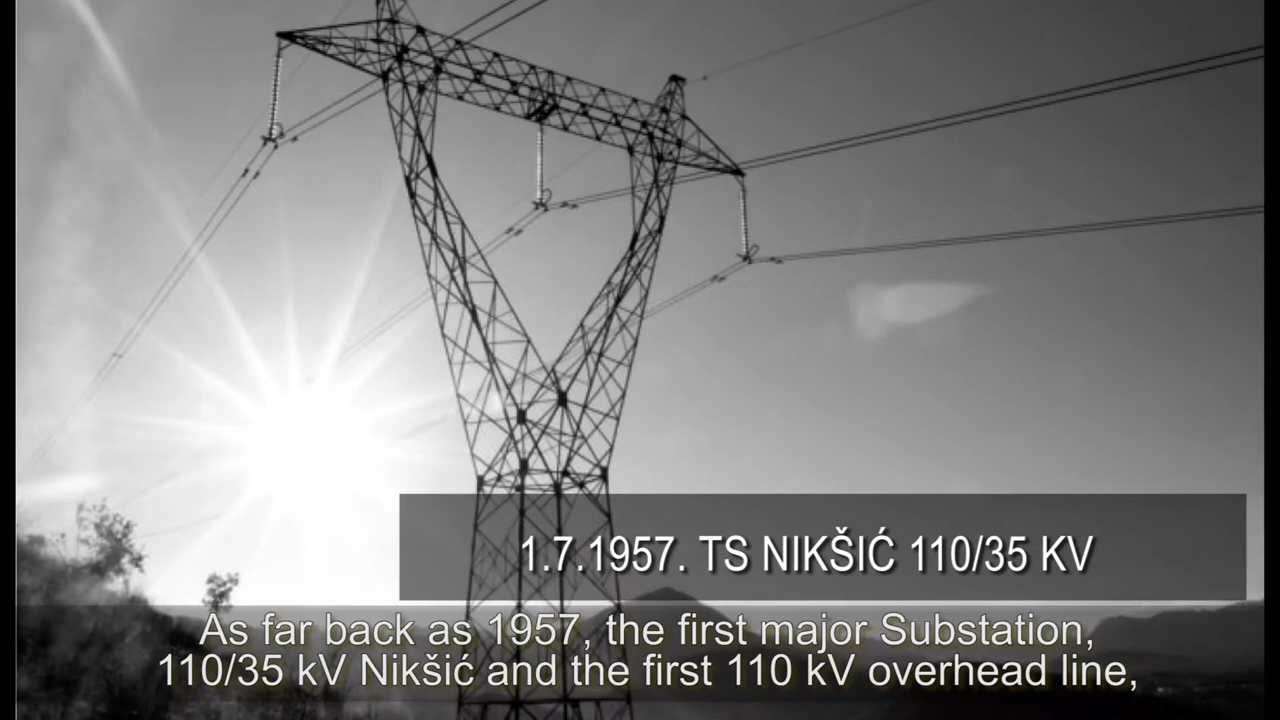 1.7.1957. TS NIKŠIĆ 110/35 KV
As far back as 1957, the first major Substation,
110/35 kV Nikšić and the first 110 kV overhead line,